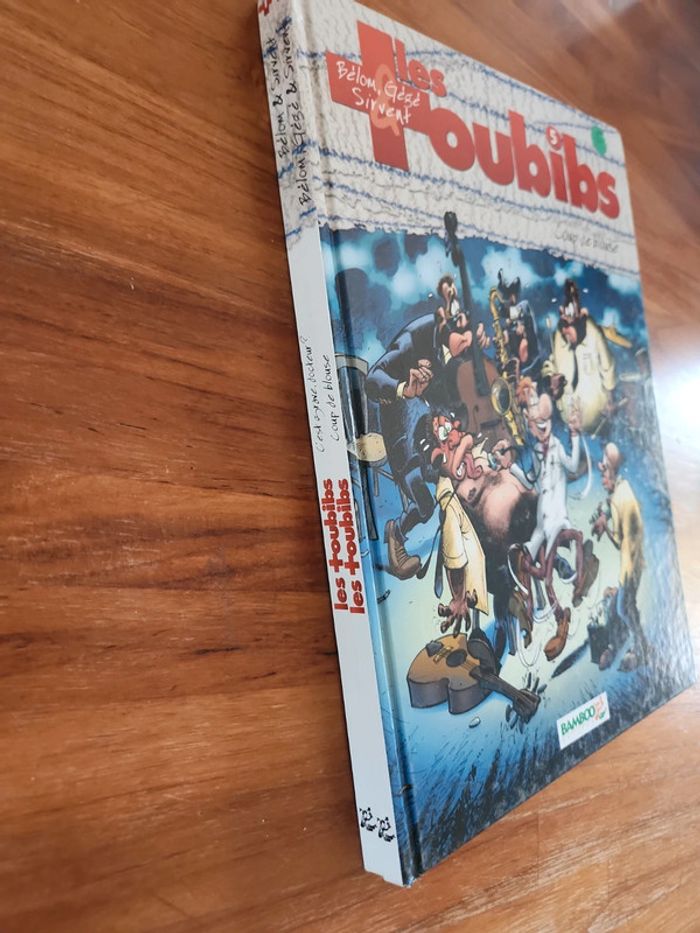 les
Toubibs
Bélom, Gégé
& Sirvent
5
Coup de blouse
BAMBOO
Bélom & Sirvent
Bélom, Gégé & Sirvent
C'est grave, docteur ?
Coup de blouse
les Toubibs
les Toubibs